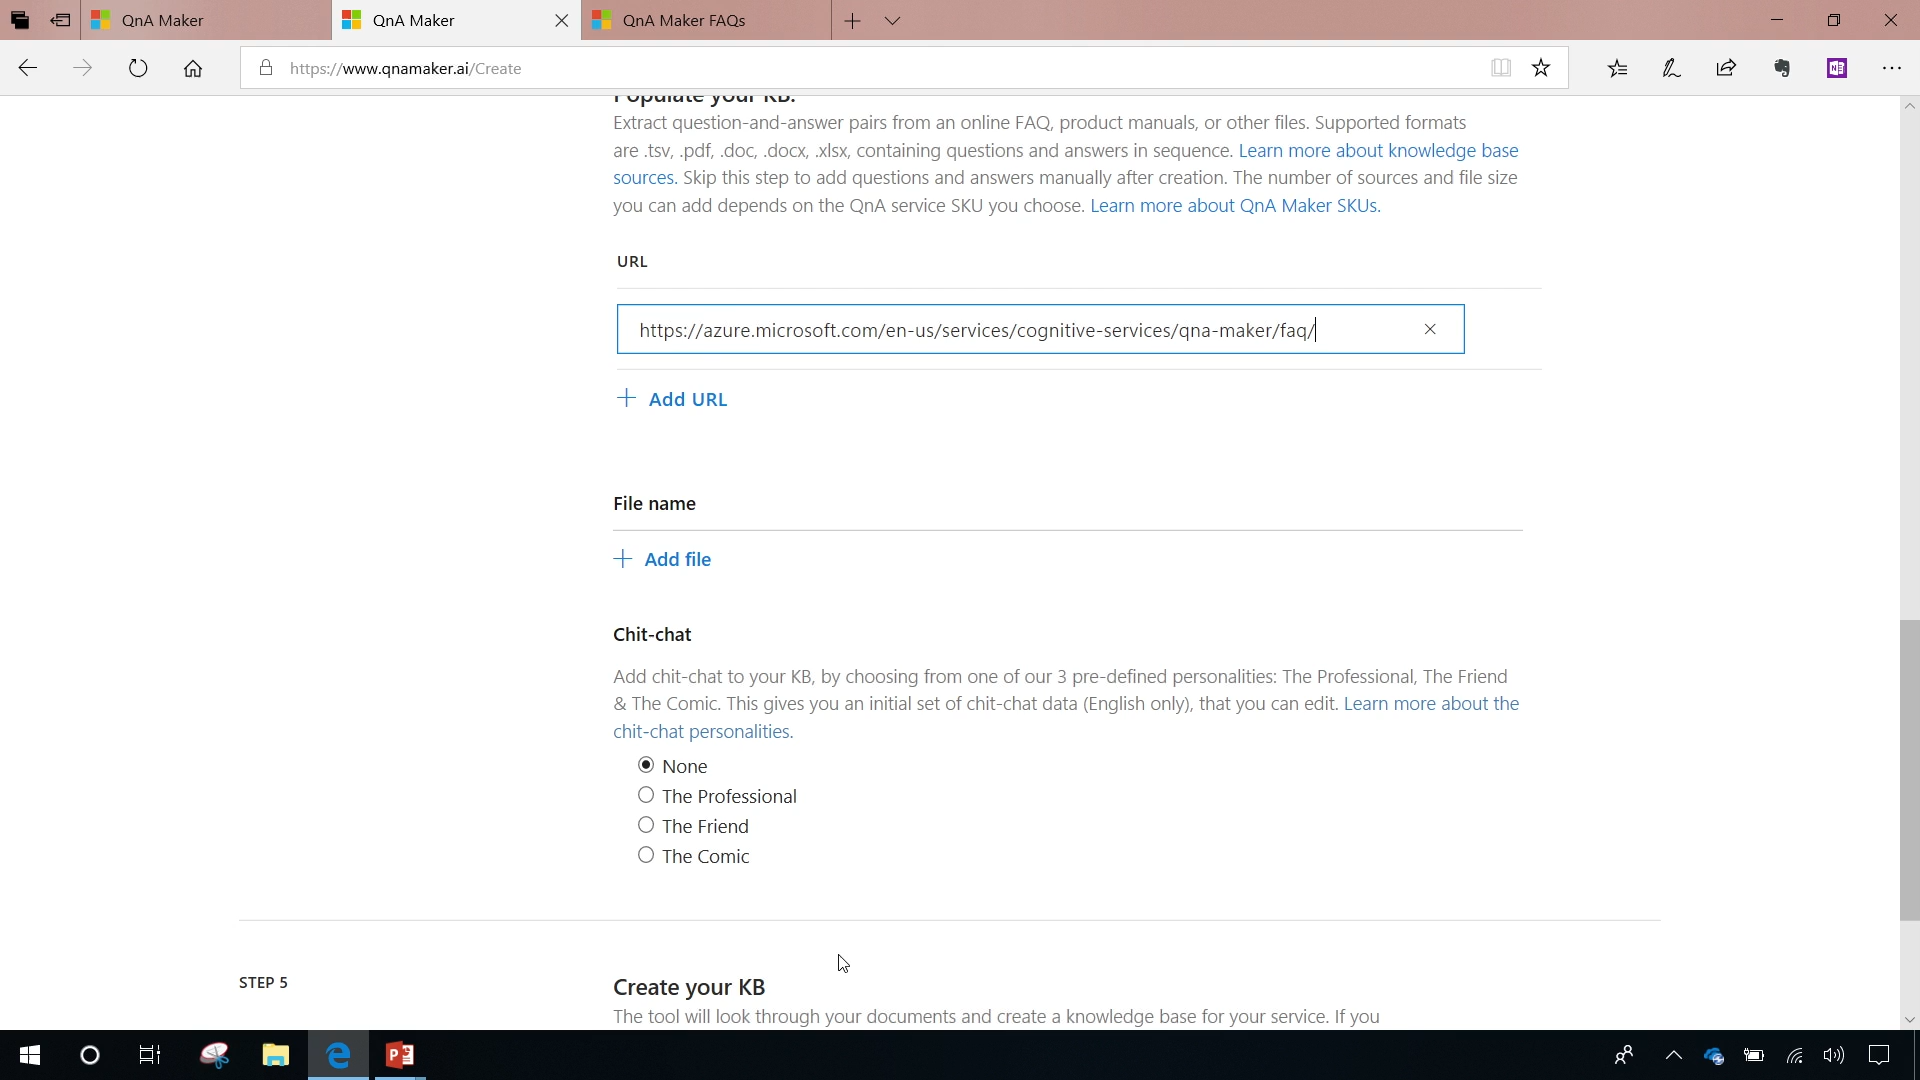 QnA Maker
QnA Maker
QnA Maker FAQs
https://www.qnamaker.ai/Create
Populate your KB.
Extract question-and-answer pairs from an online FAQ, product manuals, or other files. Supported formats
are .tsv, .pdf, .doc, .docx, .xlsx, containing questions and answers in sequence. Learn more about knowledge base
sources. Skip this step to add questions and answers manually after creation. The number of sources and file size
you can add depends on the QnA service SKU you choose. Learn more about QnA Maker SKUs.
URL
https://azure.microsoft.com/en-us/services/cognitive-services/qna-maker/faq/
Add URL
File name
Add file
Chit-chat
Add chit-chat to your KB, by choosing from one of our 3 pre-defined personalities: The Professional, The Friend
& The Comic. This gives you an initial set of chit-chat data (English only), that you can edit. Learn more about the
chit-chat personalities.
None
The Professional
The Friend
The Comic
STEP 5
Create your KB
The tool will look through your documents and create a knowledge base for your service. If you